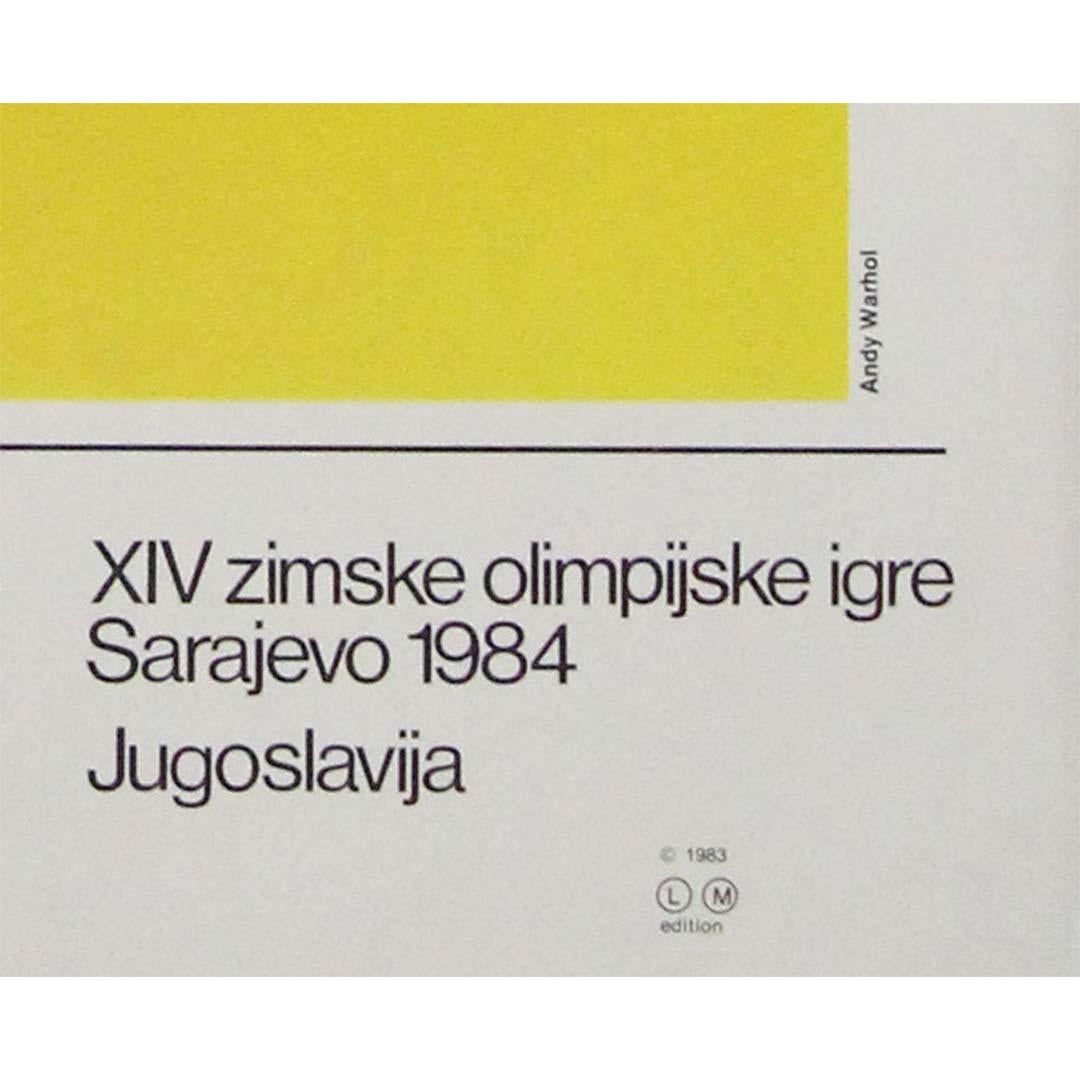 Andy Warhol
XIV zimske olimpijske igre
Sarajevo 1984
Jugoslavija
© 1983
L M
edition